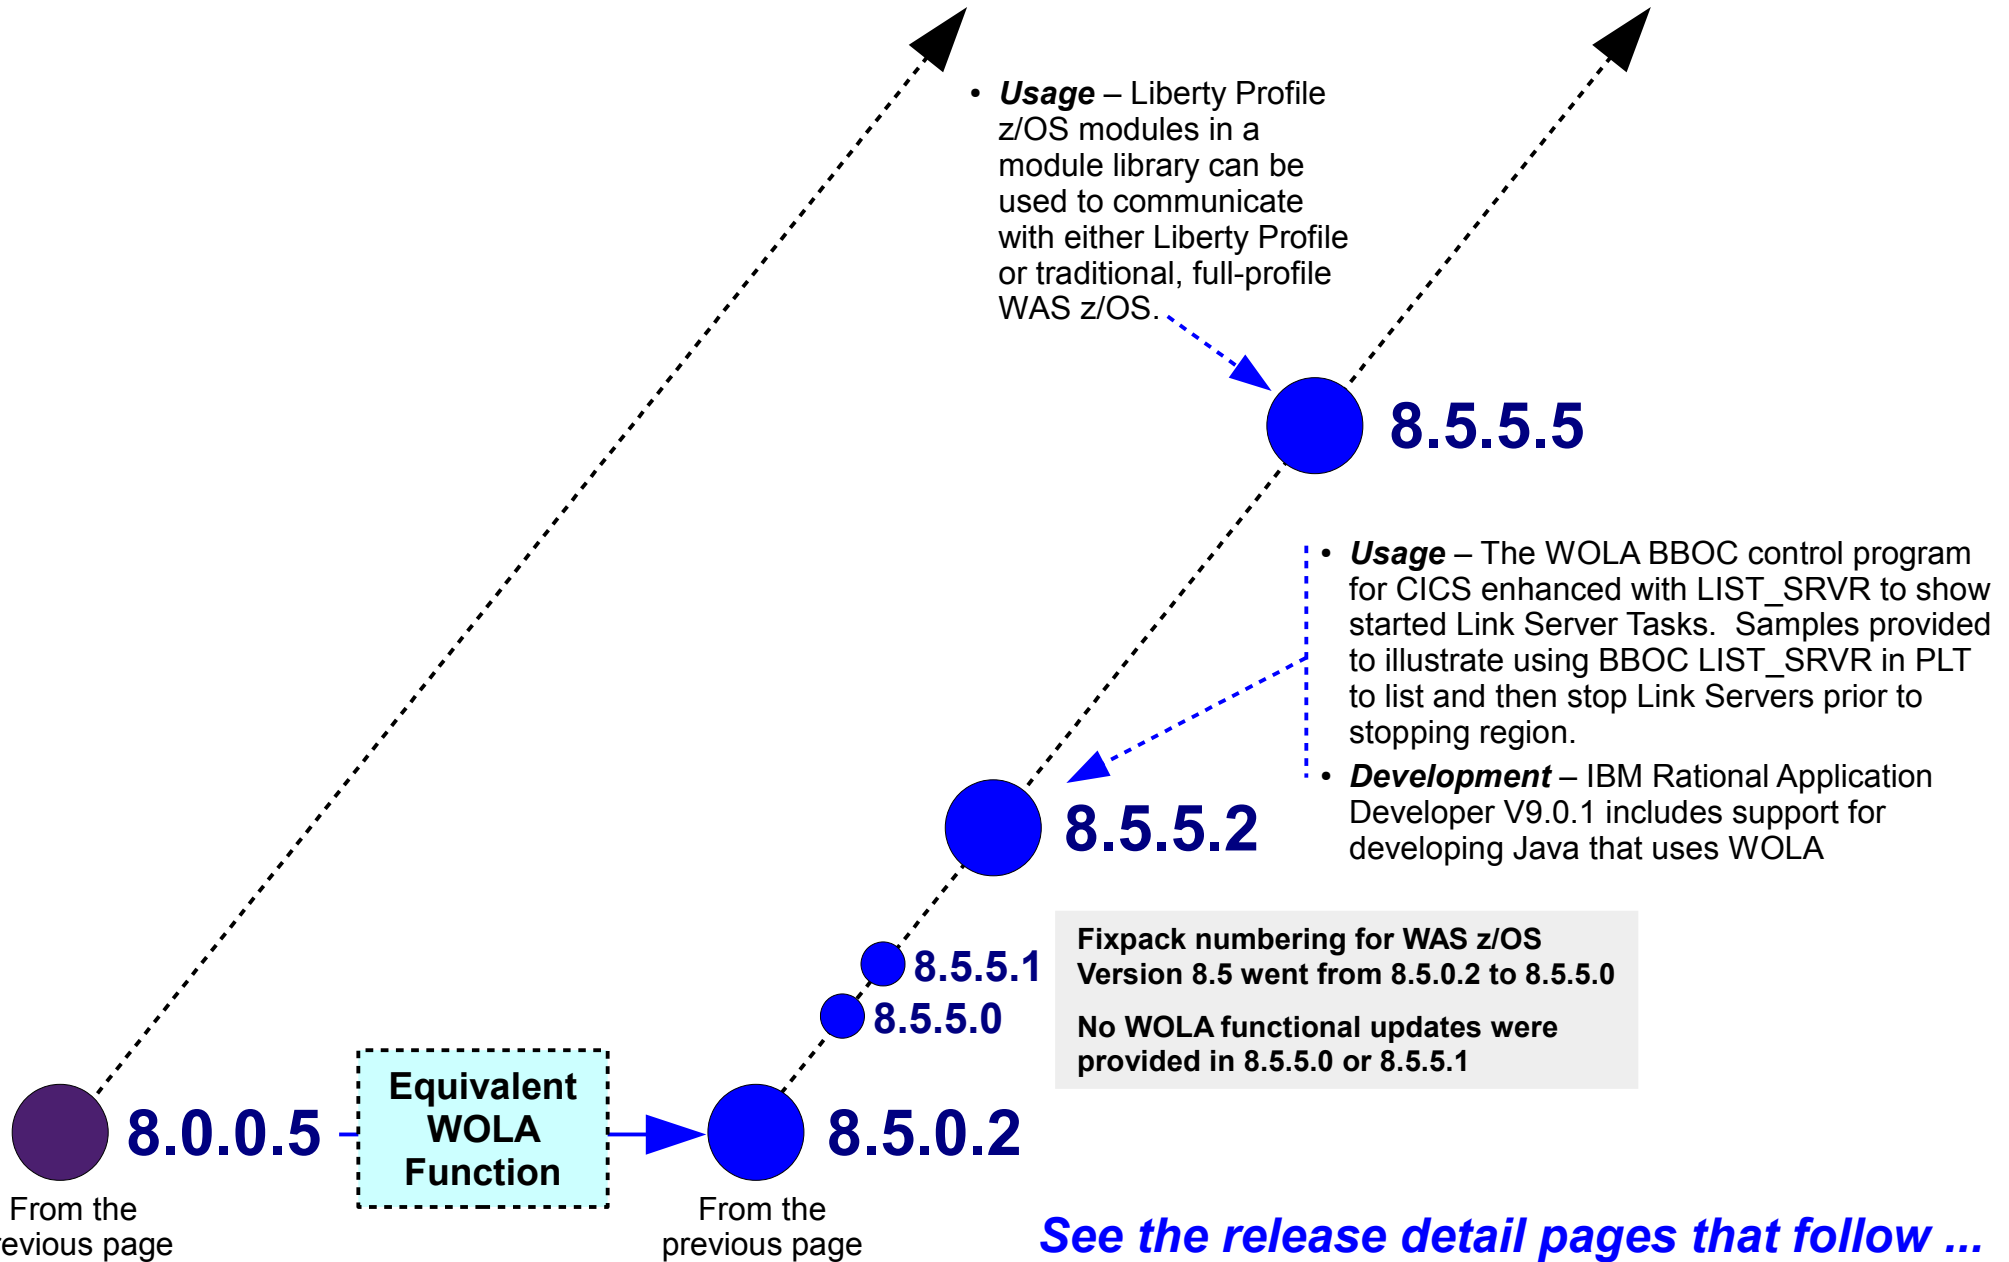 • Usage – Liberty Profile
z/OS modules in a
module library can be
used to communicate
with either Liberty Profile
or traditional, full-profile
WAS z/OS.
8.5.5.5
• Usage – The WOLA BBOC control program
for CICS enhanced with LIST_SRVR to show
started Link Server Tasks.  Samples provided
to illustrate using BBOC LIST_SRVR in PLT
to list and then stop Link Servers prior to
stopping region.
• Development – IBM Rational Application
Developer V9.0.1 includes support for
developing Java that uses WOLA
8.5.5.2
Fixpack numbering for WAS z/OS
Version 8.5 went from 8.5.0.2 to 8.5.5.0
No WOLA functional updates were
provided in 8.5.5.0 or 8.5.5.1
8.5.5.1
8.5.5.0
8.0.0.5
Equivalent
WOLA
Function
8.5.0.2
From the
revious page
From the
previous page
See the release detail pages that follow ...